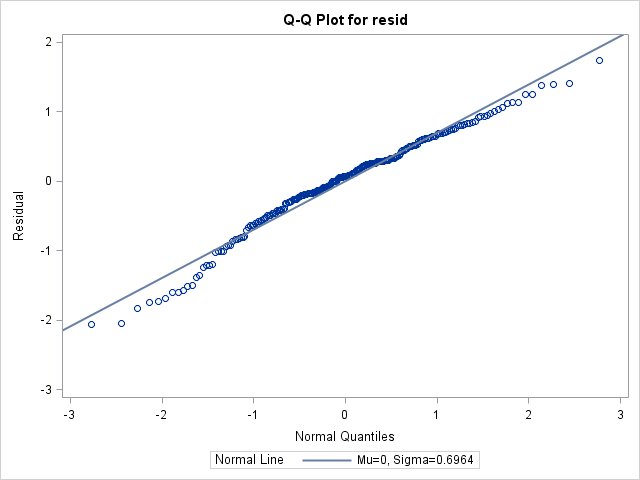 Q-Q Plot for resid
2
1
0
-1
-2
-3
Residual
-3
-2
-1
0
1
2
3
Normal Quantiles
Normal Line
Mu=0, Sigma=0.6964